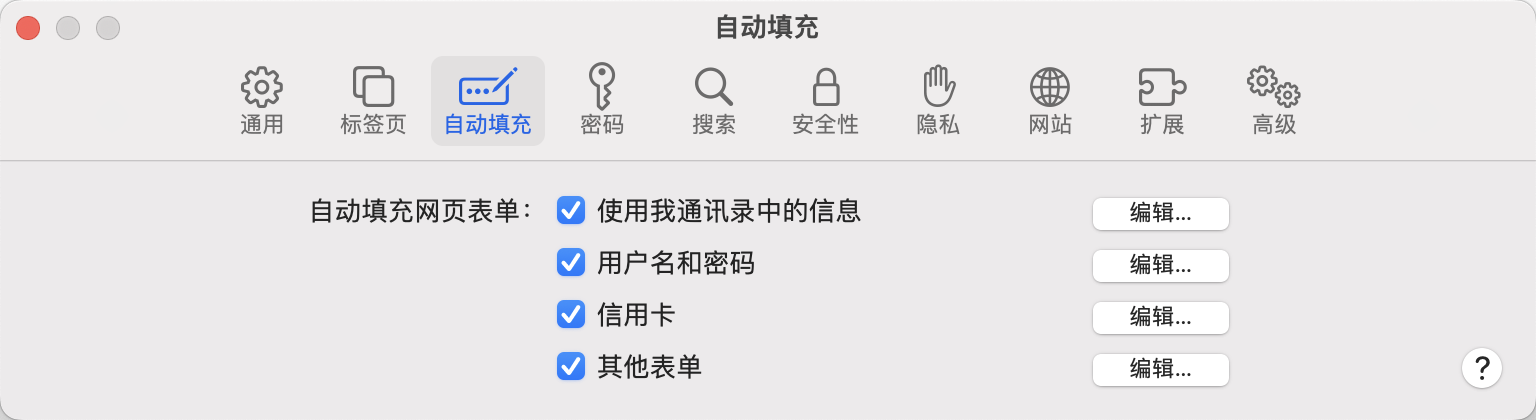 自动填充
通用 标签页 自动填充 密码 搜索 安全性 隐私 网站 扩展 高级
自动填充网页表单： 使用我通讯录中的信息 编辑...
用户名和密码 编辑...
信用卡 编辑...
其他表单 编辑...
?